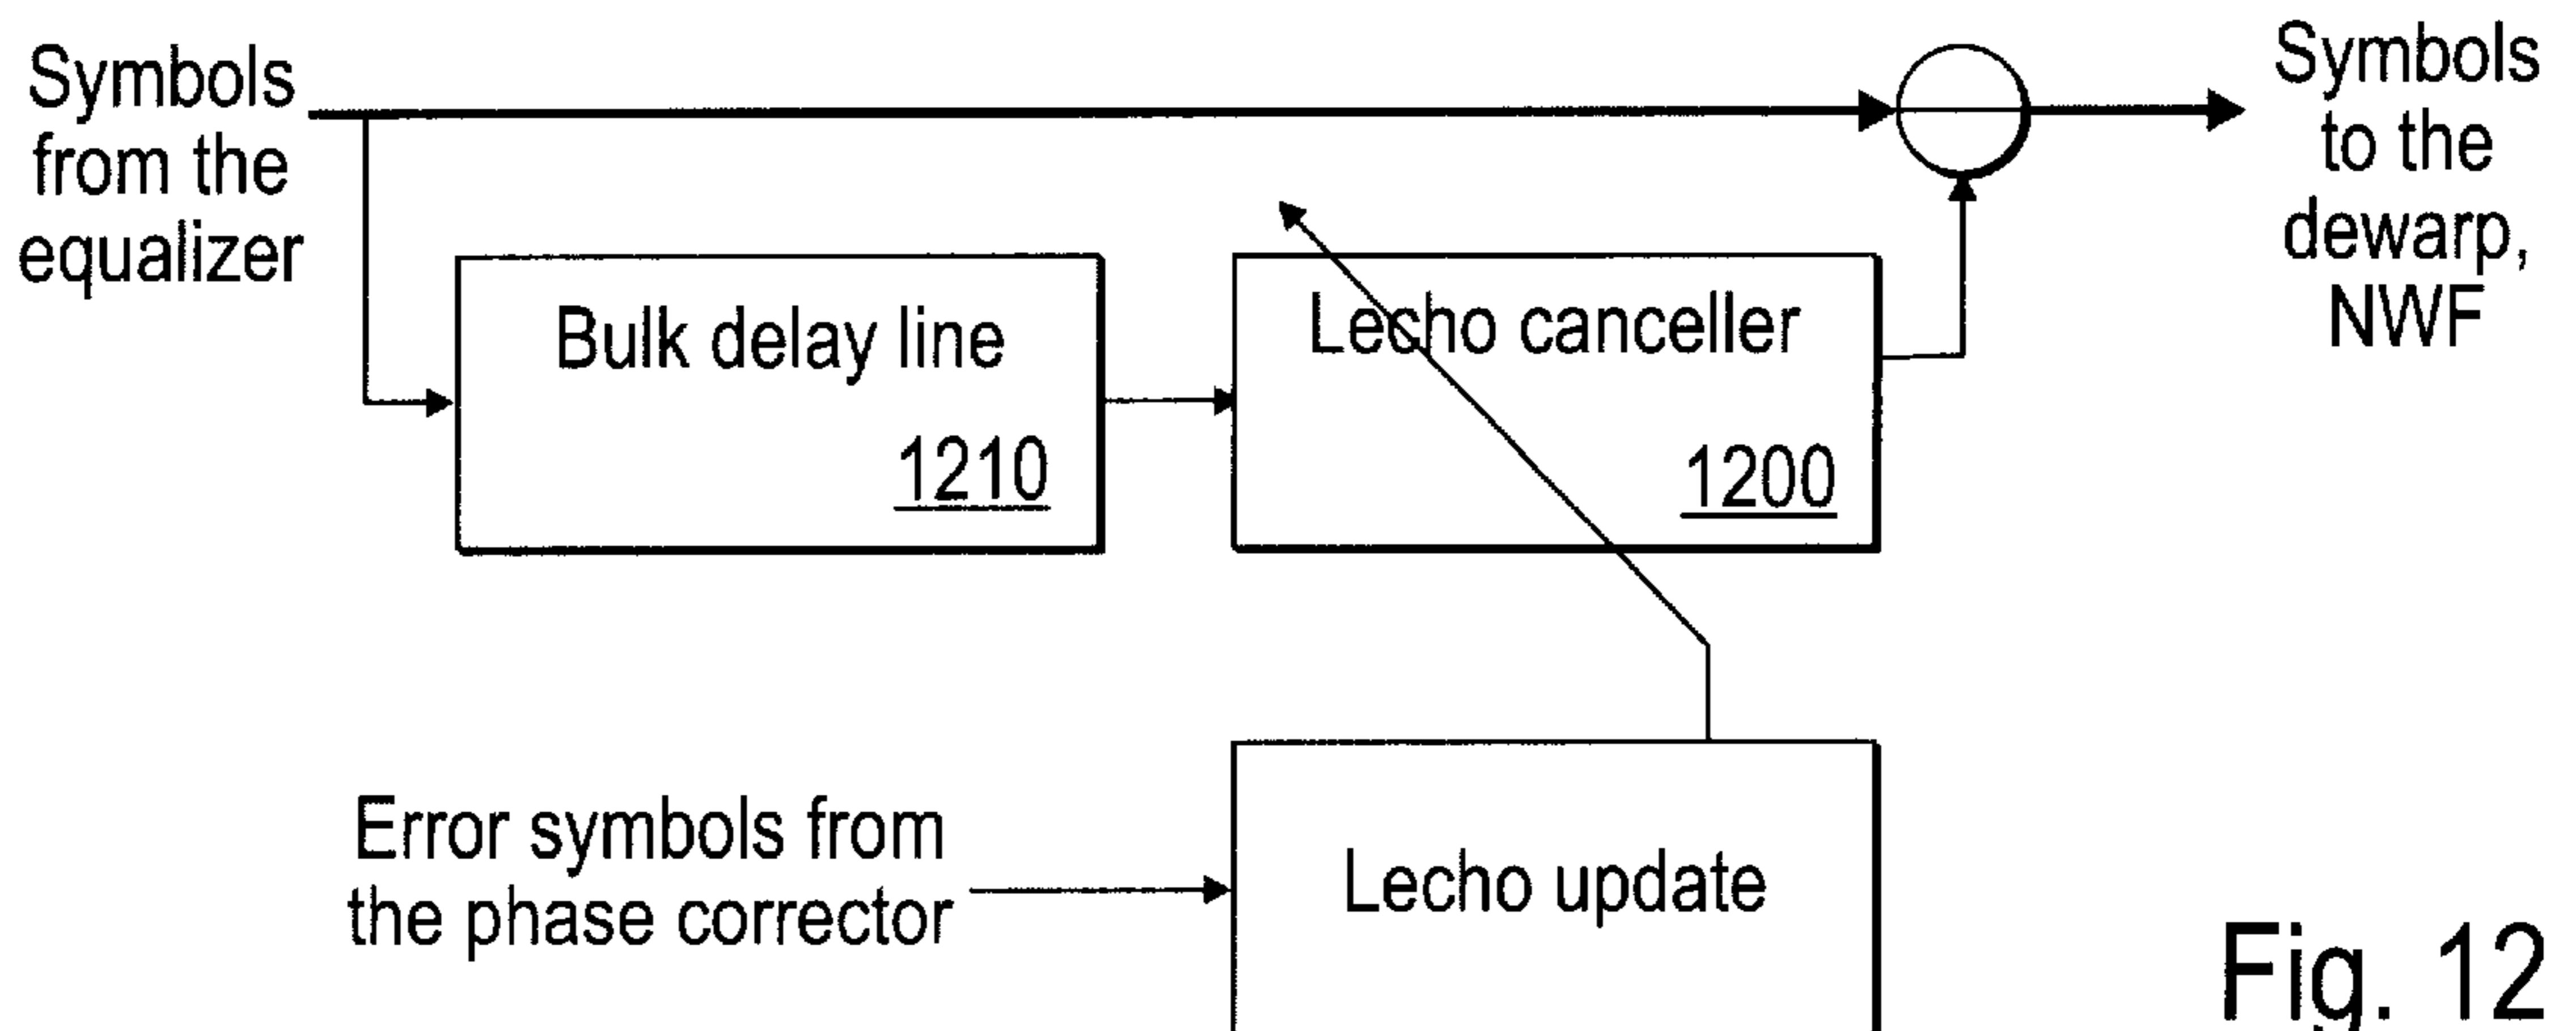 Symbols
from the
equalizer
Symbols
to the
dewarp,
NWF
Bulk delay line
1210
Lecho canceller
1200
Error symbols from
the phase corrector
Lecho update
Fig. 12